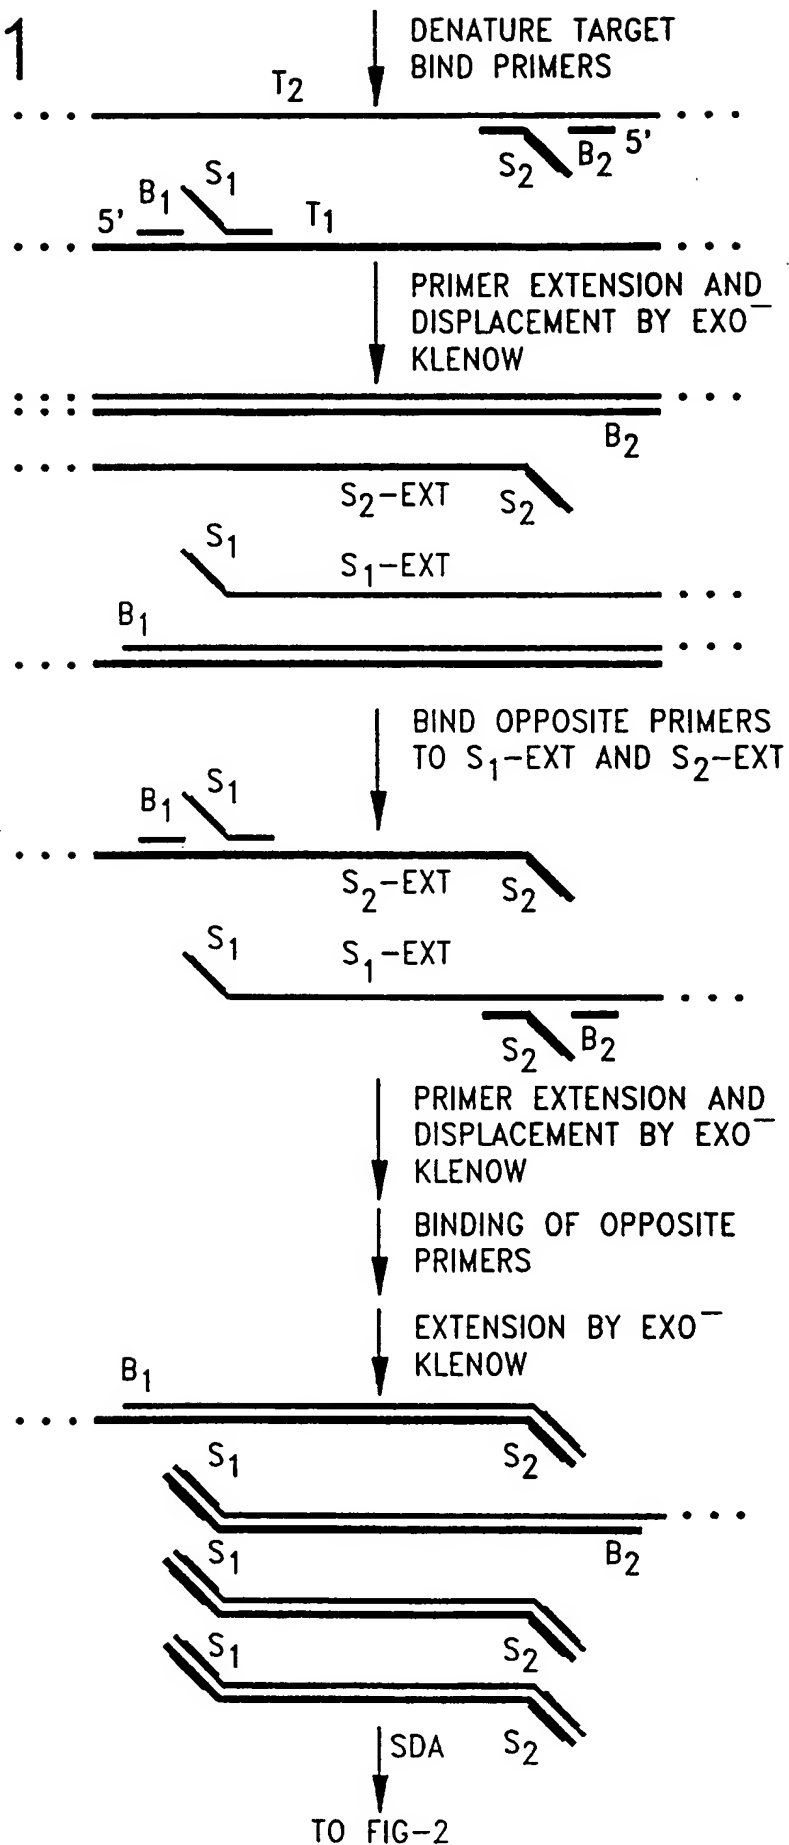 1
DENATURE TARGET
BIND PRIMERS
T2
S2
B2 5'
5' B1 S1
T1
PRIMER EXTENSION AND
DISPLACEMENT BY EXO‾
KLENOW
B2
S2-EXT S2
S1 S1-EXT
B1
BIND OPPOSITE PRIMERS
TO S1-EXT AND S2-EXT
B1 S1
S2-EXT S2
S1 S1-EXT
S2 B2
PRIMER EXTENSION AND
DISPLACEMENT BY EXO‾
KLENOW
BINDING OF OPPOSITE
PRIMERS
EXTENSION BY EXO‾
KLENOW
B1
S1 S2
S1 B2
S1 S2
S2
SDA
TO FIG-2